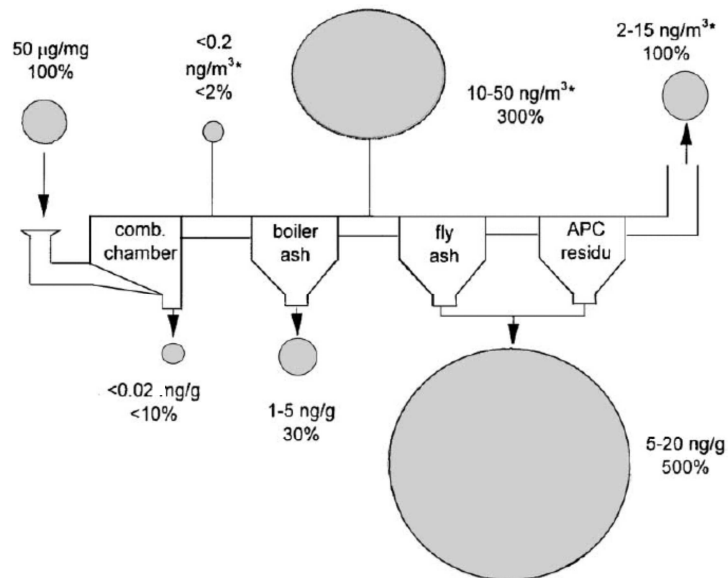 50 µg/mg
100%
<0.2
ng/m³*
<2%
10-50 ng/m³*
300%
2-15 ng/m³*
100%
comb.
chamber
boiler
ash
fly
ash
APC
residu
<0.02 .ng/g
<10%
1-5 ng/g
30%
5-20 ng/g
500%